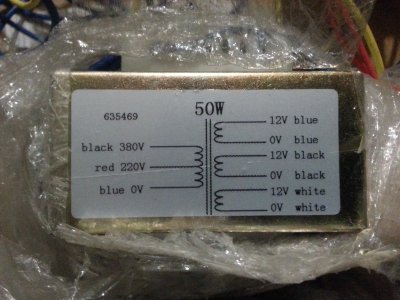 50W
635469
black 380V
red 220V
blue 0V
12V blue
0V blue
12V black
0V black
12V white
0V white